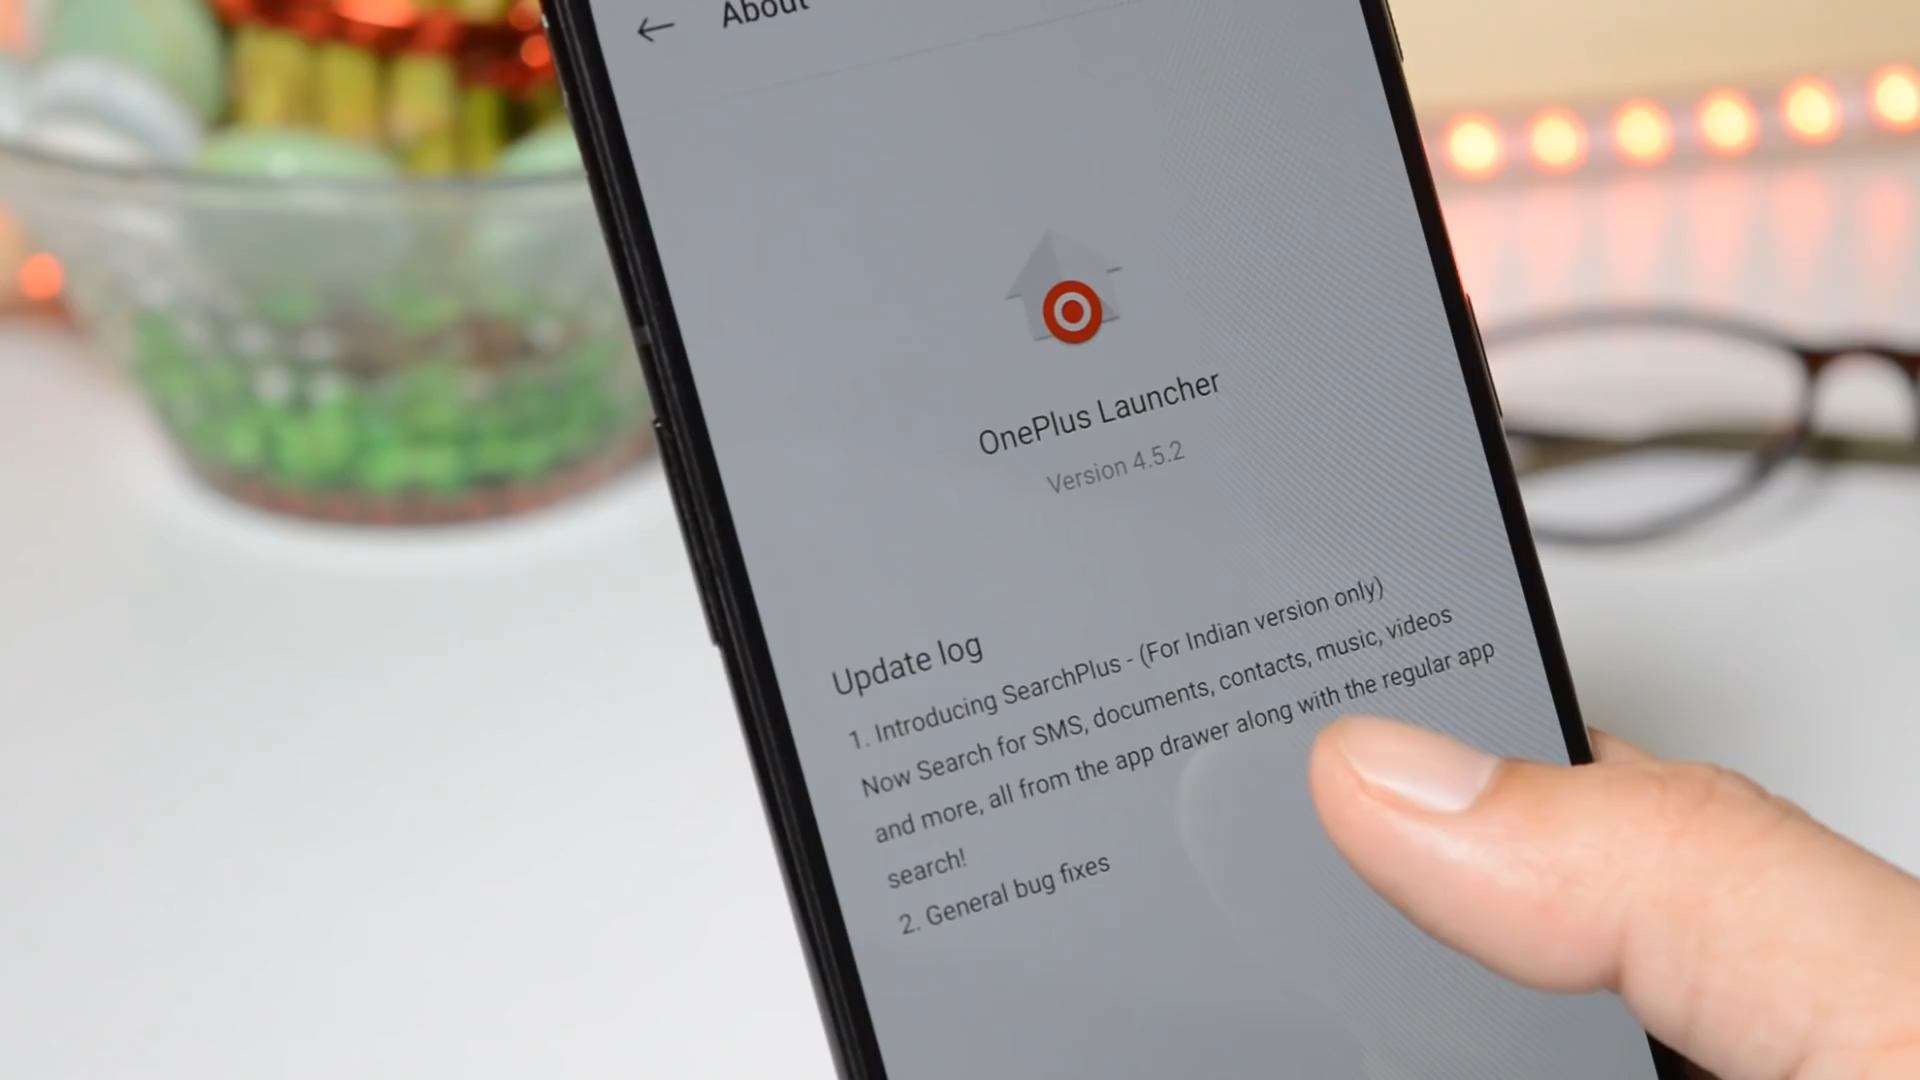 About
OnePlus Launcher
Version 4.5.2
Update log
1. Introducing SearchPlus - (For Indian version only)
Now Search for SMS, documents, contacts, music, videos
and more, all from the app drawer along with the regular app
search!
2. General bug fixes